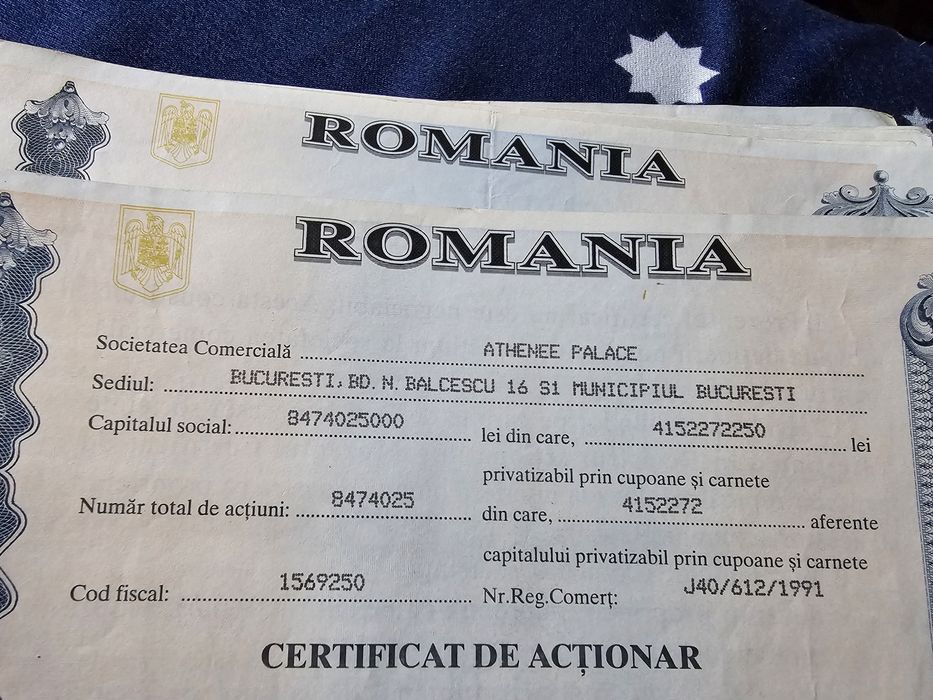 ROMANIA
ROMANIA
Societatea Comercială ATHENEE PALACE
Sediul: BUCURESTI,BD.N.BALCESCU 16 S1 MUNICIPIUL BUCURESTI
Capitalul social: 8474025000 lei din care, 4152272250 lei
privatizabil prin cupoane și carnete
Număr total de acțiuni: 8474025 din care, 4152272 aferente
capitalului privatizabil prin cupoane și carnete
Cod fiscal: 1569250 Nr.Reg.Comerț: J40/612/1991
CERTIFICAT DE ACȚIONAR